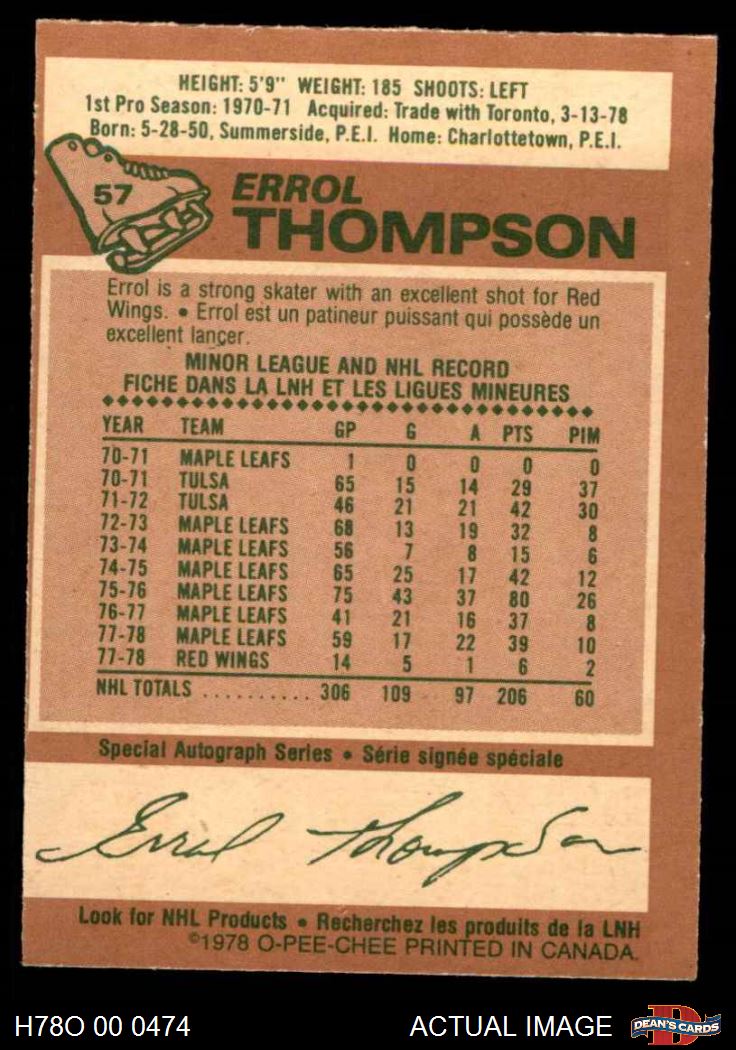 HEIGHT: 5'9" WEIGHT: 185 SHOOTS: LEFT
1st Pro Season: 1970-71 Acquired: Trade with Toronto, 3-13-78
Born: 5-28-50, Summerside, P.E.I. Home: Charlottetown, P.E.I.
57
ERROL
THOMPSON
Errol is a strong skater with an excellent shot for Red
Wings. • Errol est un patineur puissant qui possède un
excellent lançer.
MINOR LEAGUE AND NHL RECORD
FICHE DANS LA LNH ET LES LIGUES MINEURES
YEAR TEAM GP G A PTS PIM
70-71 MAPLE LEAFS 1 0 0 0 0
70-71 TULSA 65 15 14 29 37
71-72 TULSA 46 21 21 42 30
72-73 MAPLE LEAFS 68 13 19 32 8
73-74 MAPLE LEAFS 56 7 8 15 6
74-75 MAPLE LEAFS 65 25 17 42 12
75-76 MAPLE LEAFS 75 43 37 80 26
76-77 MAPLE LEAFS 41 21 16 37 8
77-78 MAPLE LEAFS 59 17 22 39 10
77-78 RED WINGS 14 5 1 6 2
NHL TOTALS .......... 306 109 97 206 60
Special Autograph Series • Série signée spéciale
Errol Thompson
Look for NHL Products • Recherchez les produits de la LNH
©1978 O-PEE-CHEE PRINTED IN CANADA.
H78O 00 0474 ACTUAL IMAGE DEAN'S CARDS